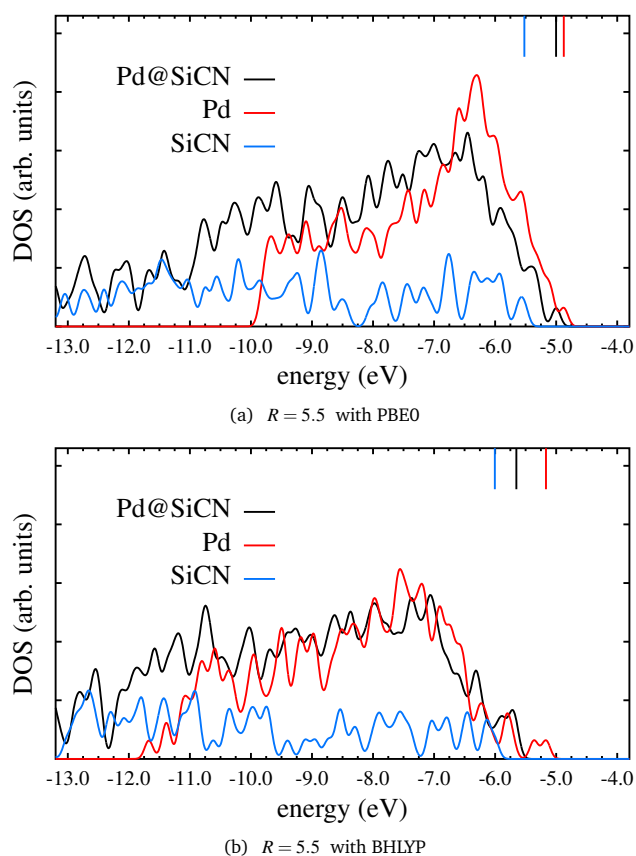 Pd@SiCN
Pd
SiCN
DOS (arb. units)
-13.0 -12.0 -11.0 -10.0 -9.0 -8.0 -7.0 -6.0 -5.0 -4.0
energy (eV)
(a) R = 5.5 with PBE0
Pd@SiCN
Pd
SiCN
DOS (arb. units)
-13.0 -12.0 -11.0 -10.0 -9.0 -8.0 -7.0 -6.0 -5.0 -4.0
energy (eV)
(b) R = 5.5 with BHLYP